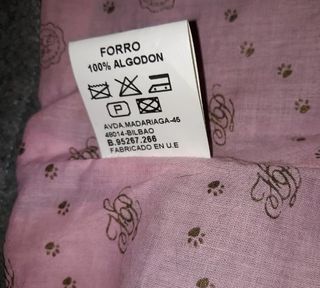 FORRO
100% ALGODON
P
AVDA.MADARIAGA-45
48014-BILBAO
B.95267.266
FABRICADO EN U.E